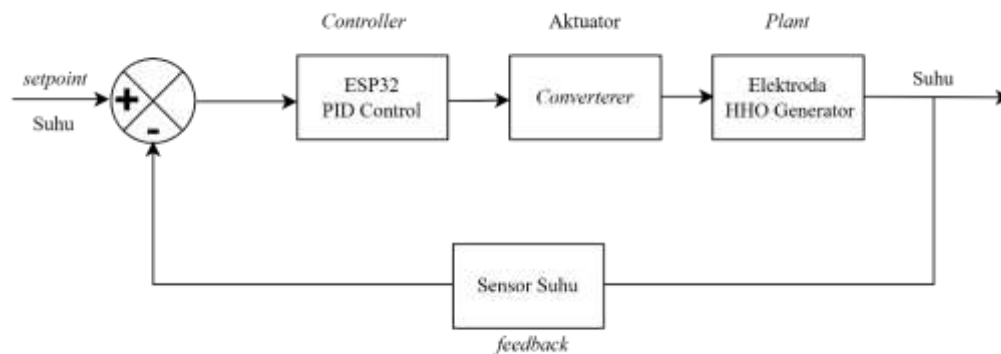 Controller
Aktuator
Plant
setpoint
Suhu
+
-
ESP32
PID Control
Converterer
Elektroda
HHO Generator
Suhu
Sensor Suhu
feedback